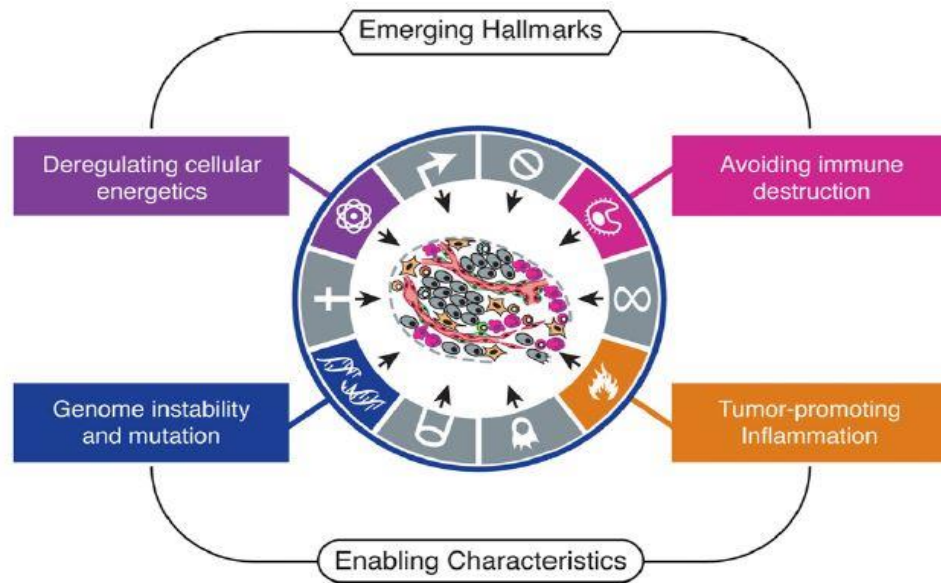 Emerging Hallmarks
Deregulating cellular
energetics
Avoiding immune
destruction
Genome instability
and mutation
Tumor-promoting
Inflammation
Enabling Characteristics